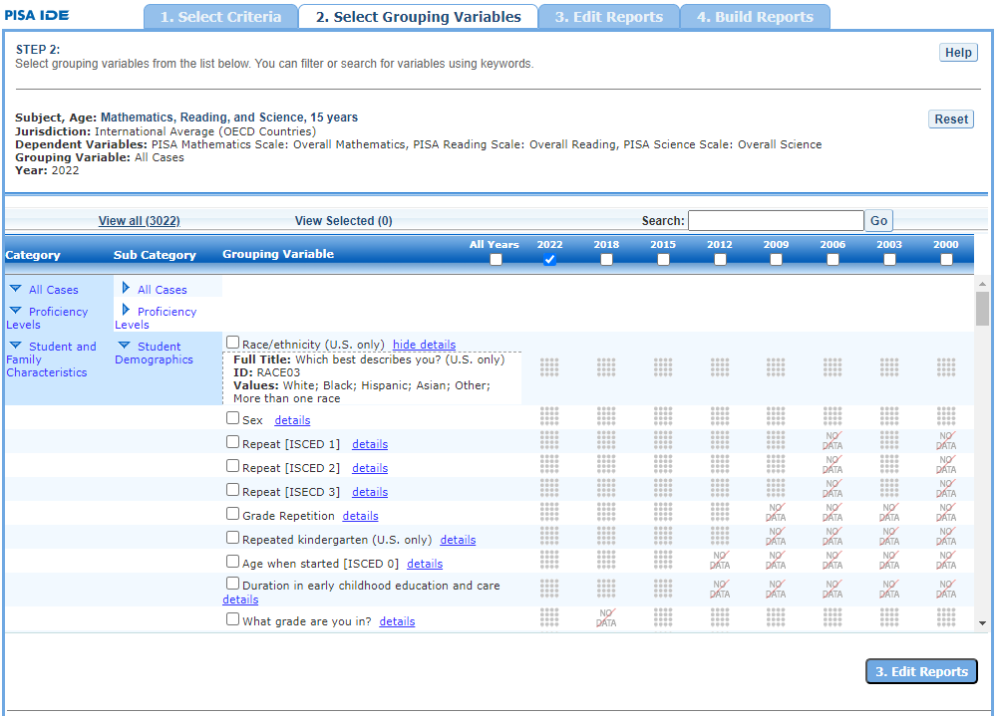 PISA IDE
1. Select Criteria
2. Select Grouping Variables
3. Edit Reports
4. Build Reports
STEP 2:
Help
Select grouping variables from the list below. You can filter or search for variables using keywords.
Subject, Age: Mathematics, Reading, and Science, 15 years
Reset
Jurisdiction: International Average (OECD Countries)
Dependent Variables: PISA Mathematics Scale: Overall Mathematics, PISA Reading Scale: Overall Reading, PISA Science Scale: Overall Science
Grouping Variable: All Cases
Year: 2022
View all (3022)
View Selected (0)
Search:
Go
Category
Sub Category
Grouping Variable
All Years 2022 2018 2015 2012 2009 2006 2003 2000
All Cases
All Cases
Proficiency
Levels
Proficiency
Levels
Student and
Family
Characteristics
Student
Demographics
Race/ethnicity (U.S. only) hide details
Full Title: Which best describes you? (U.S. only)
ID: RACE03
Values: White; Black; Hispanic; Asian; Other;
More than one race
Sex details
Repeat [ISCED 1] details
NO DATA NO DATA
Repeat [ISCED 2] details
NO DATA NO DATA
Repeat [ISECD 3] details
NO DATA NO DATA
Grade Repetition details
NO DATA NO DATA NO DATA NO DATA
Repeated kindergarten (U.S. only) details
NO DATA NO DATA NO DATA NO DATA
Age when started [ISCED 0] details
NO DATA NO DATA NO DATA NO DATA NO DATA
Duration in early childhood education and care
details
NO DATA NO DATA NO DATA NO DATA NO DATA
What grade are you in? details
NO DATA
3. Edit Reports